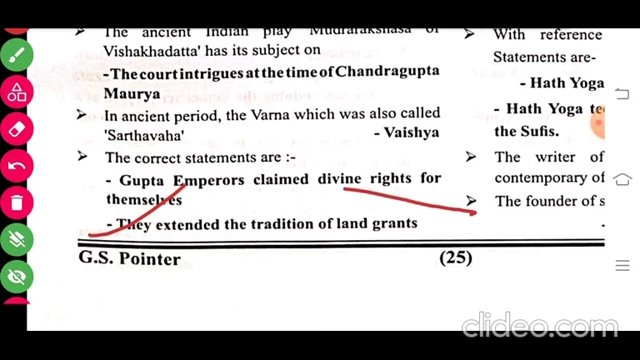 The ancient Indian play 'Mudrarakshasa' of
Vishakhadatta' has its subject on
-The court intrigues at the time of Chandragupta
Maurya
➤ In ancient period, the Varna which was also called
'Sarthavaha' - Vaishya
➤ The correct statements are :-
- Gupta Emperors claimed divine rights for
themselves
- They extended the tradition of land grants
G.S. Pointer (25)
➤ With reference
Statements are-
- Hath Yoga
- Hath Yoga
the Sufis.
➤ The writer of
contemporary of
➤ The founder of
Recorded with
clideo.com